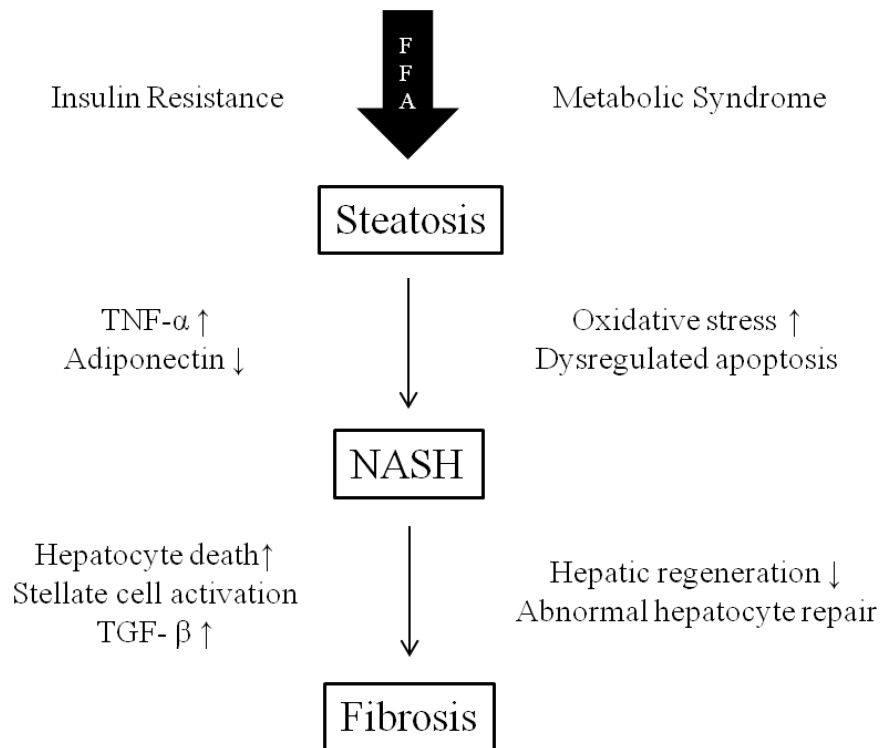 F
F
A
Insulin Resistance
Metabolic Syndrome
Steatosis
TNF-α ↑
Adiponectin ↓
Oxidative stress ↑
Dysregulated apoptosis
NASH
Hepatocyte death↑
Stellate cell activation
TGF- β ↑
Hepatic regeneration ↓
Abnormal hepatocyte repair
Fibrosis